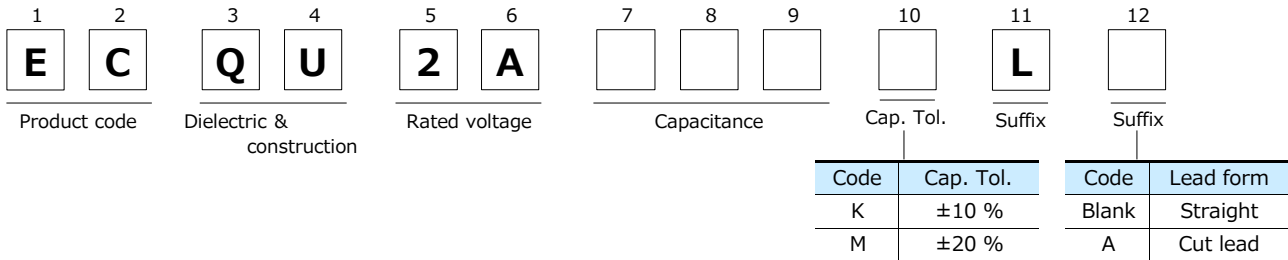 1 2 3 4 5 6 7 8 9 10 11 12
E C Q U 2 A L
Product code Dielectric & construction Rated voltage Capacitance Cap. Tol. Suffix Suffix
Code Cap. Tol. Code Lead form
K ±10 % Blank Straight
M ±20 % A Cut lead